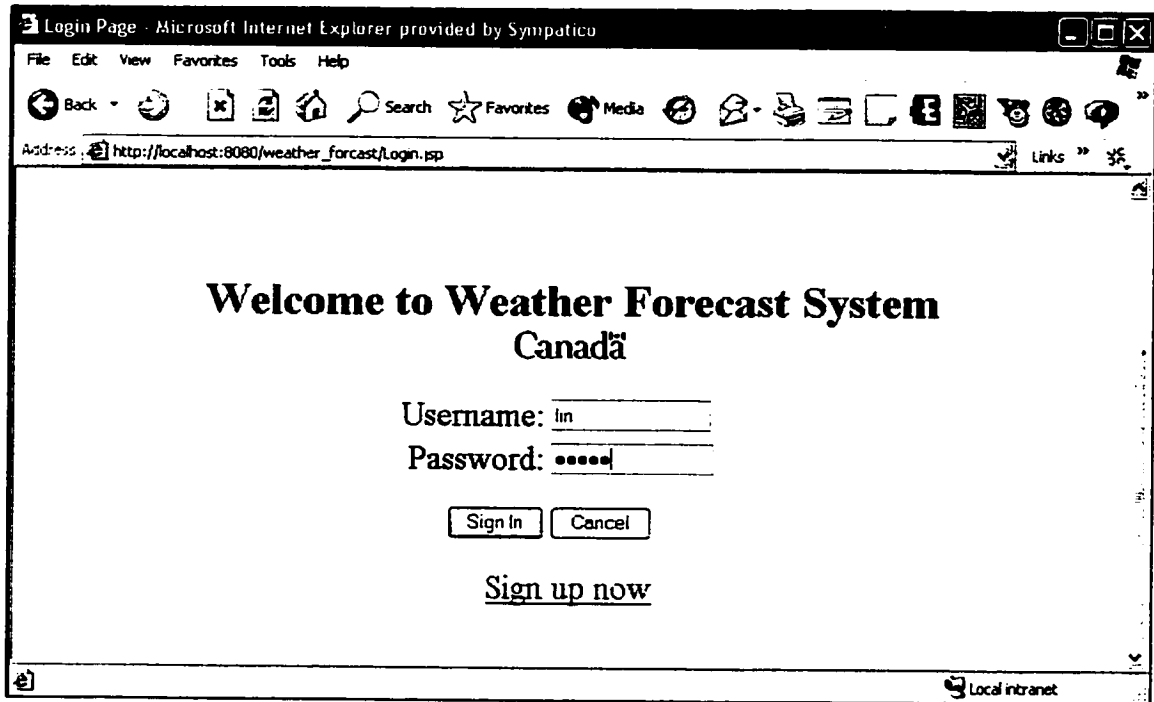 Login Page - Microsoft Internet Explorer provided by Sympatico
File Edit View Favorites Tools Help
Back Search Favorites Media
Address http://localhost:8080/weather_forcast/Login.jsp Links
Welcome to Weather Forecast System
Canada
Username: lin
Password: •••••
Sign In Cancel
Sign up now
Local intranet